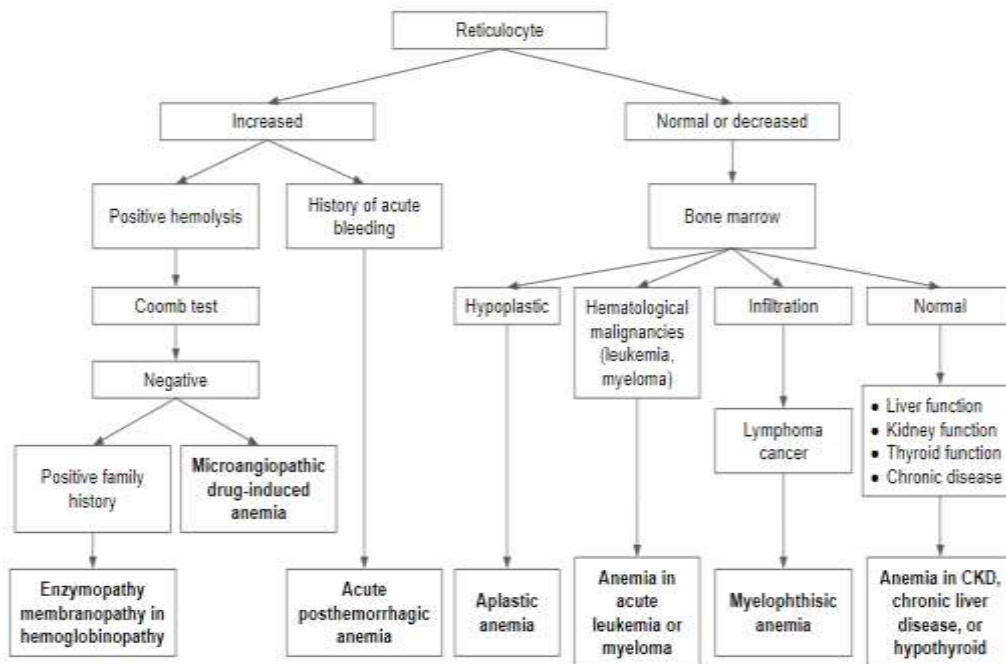 Reticulocyte
Increased
Normal or decreased
Positive hemolysis
History of acute
bleeding
Bone marrow
Coomb test
Hypoplastic
Hematological
malignancies
(leukemia,
myeloma)
Infiltration
Normal
Negative
● Liver function
● Kidney function
● Thyroid function
● Chronic disease
Lymphoma
cancer
Positive family
history
Microangiopathic
drug-induced
anemia
Enzymopathy
membranopathy in
hemoglobinopathy
Acute
posthemorrhagic
anemia
Aplastic
anemia
Anemia in
acute
leukemia or
myeloma
Myelophthisic
anemia
Anemia in CKD,
chronic liver
disease, or
hypothyroid